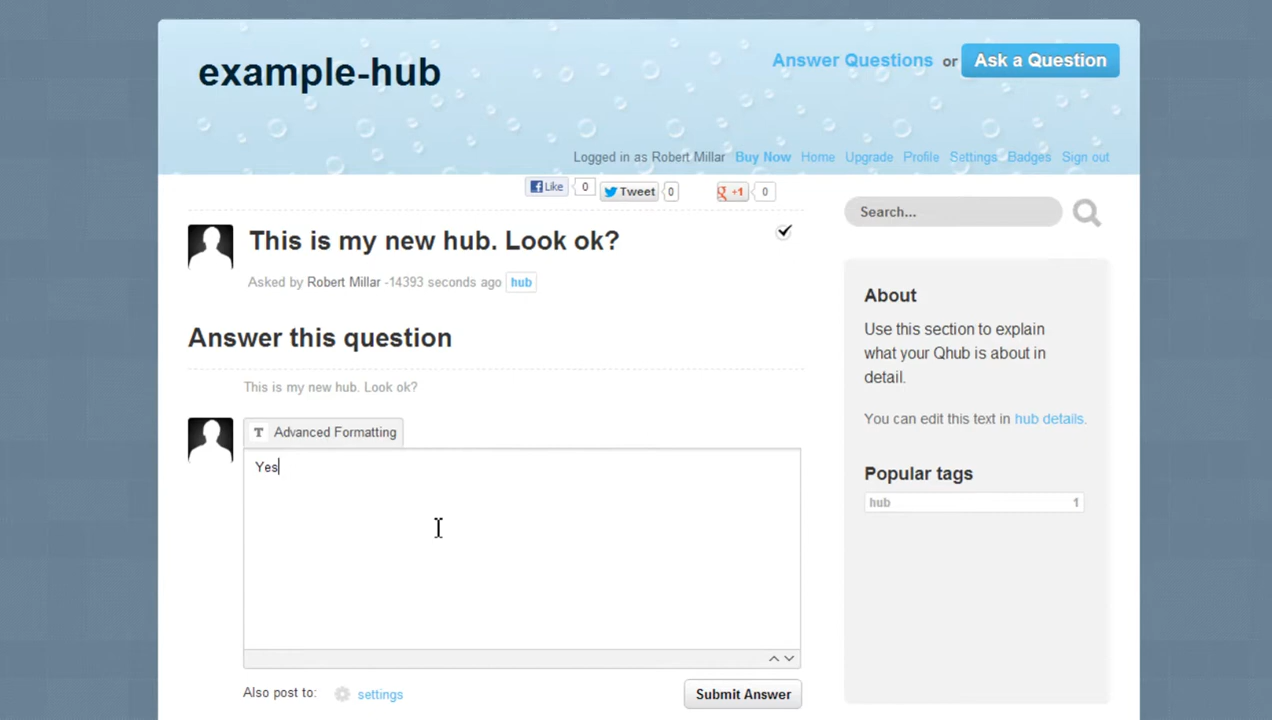 example-hub
Answer Questions or Ask a Question
Logged in as Robert Millar Buy Now Home Upgrade Profile Settings Badges Sign out
Like 0 Tweet 0 g +1 0
Search...
This is my new hub. Look ok?
Asked by Robert Millar -14393 seconds ago hub
Answer this question
This is my new hub. Look ok?
T Advanced Formatting
Yes
Also post to: settings
Submit Answer
About
Use this section to explain
what your Qhub is about in
detail.
You can edit this text in hub details.
Popular tags
hub 1